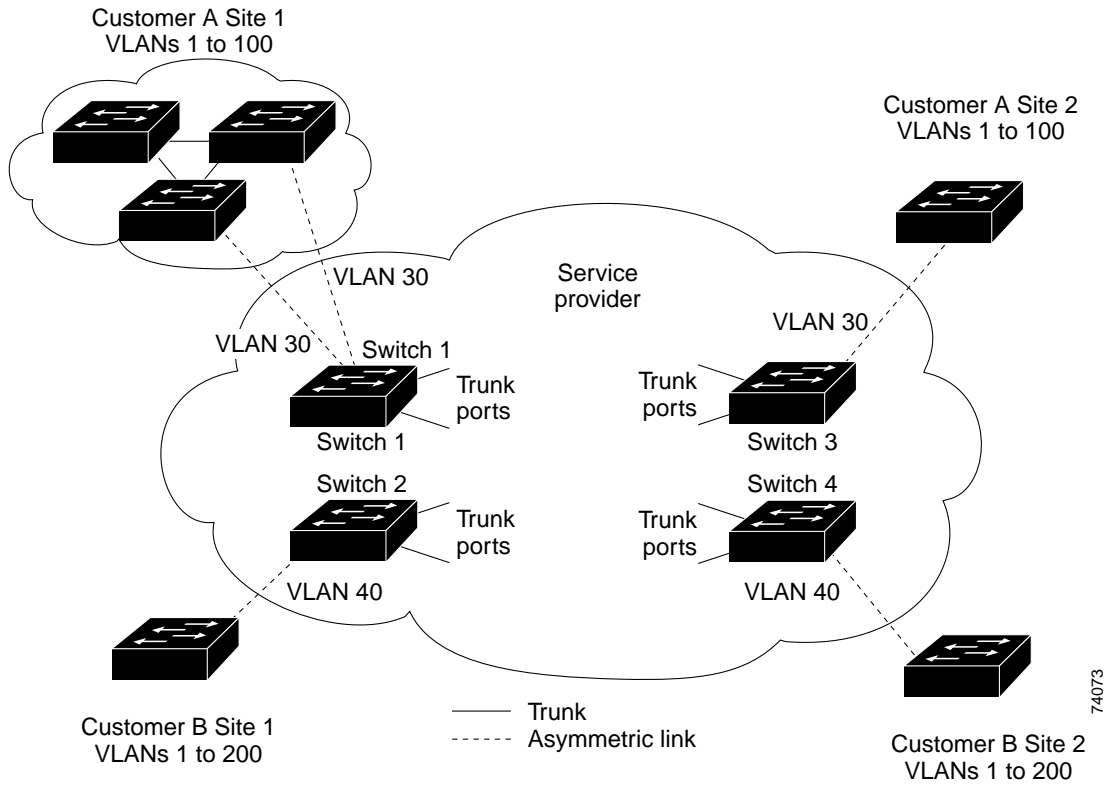 Customer A Site 1
VLANs 1 to 100
Customer A Site 2
VLANs 1 to 100
VLAN 30
Service
provider
VLAN 30
VLAN 30
Switch 1
Trunk
ports
Trunk
ports
Switch 1
Switch 3
Switch 2
Switch 4
Trunk
ports
Trunk
ports
VLAN 40
VLAN 40
Customer B Site 1
VLANs 1 to 200
Trunk
Asymmetric link
Customer B Site 2
VLANs 1 to 200
74073